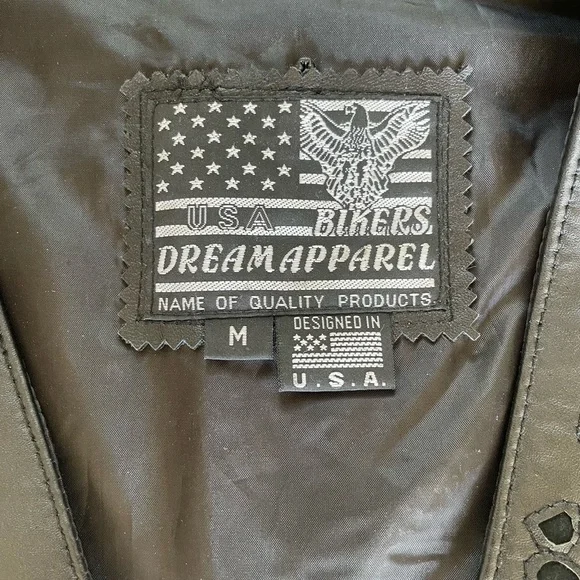 USA BIKERS
DREAM APPAREL
NAME OF QUALITY PRODUCTS
M
DESIGNED IN
U.S.A.